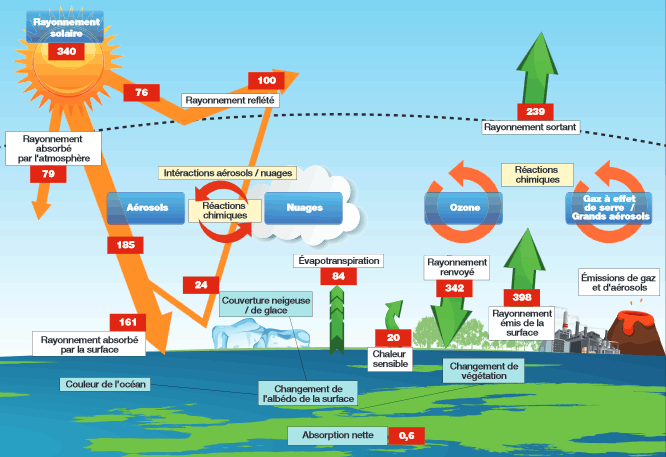 Rayonnement
solaire
340
76
100
Rayonnement reflété
239
Rayonnement sortant
Rayonnement
absorbé
par l'atmosphère
79
Intéractions aérosols / nuages
Réactions
chimiques
Aérosols
Réactions
chimiques
Nuages
Ozone
Gaz à effet
de serre /
Grands aérosols
185
Évapotranspiration
84
Rayonnement
renvoyé
342
Émissions de gaz
et d'aérosols
24
398
Rayonnement
émis de la
surface
Couverture neigeuse
/ de glace
161
Rayonnement absorbé
par la surface
20
Chaleur
sensible
Changement de
végétation
Couleur de l'océan
Changement de
l'albédo de la surface
Absorption nette
0,6